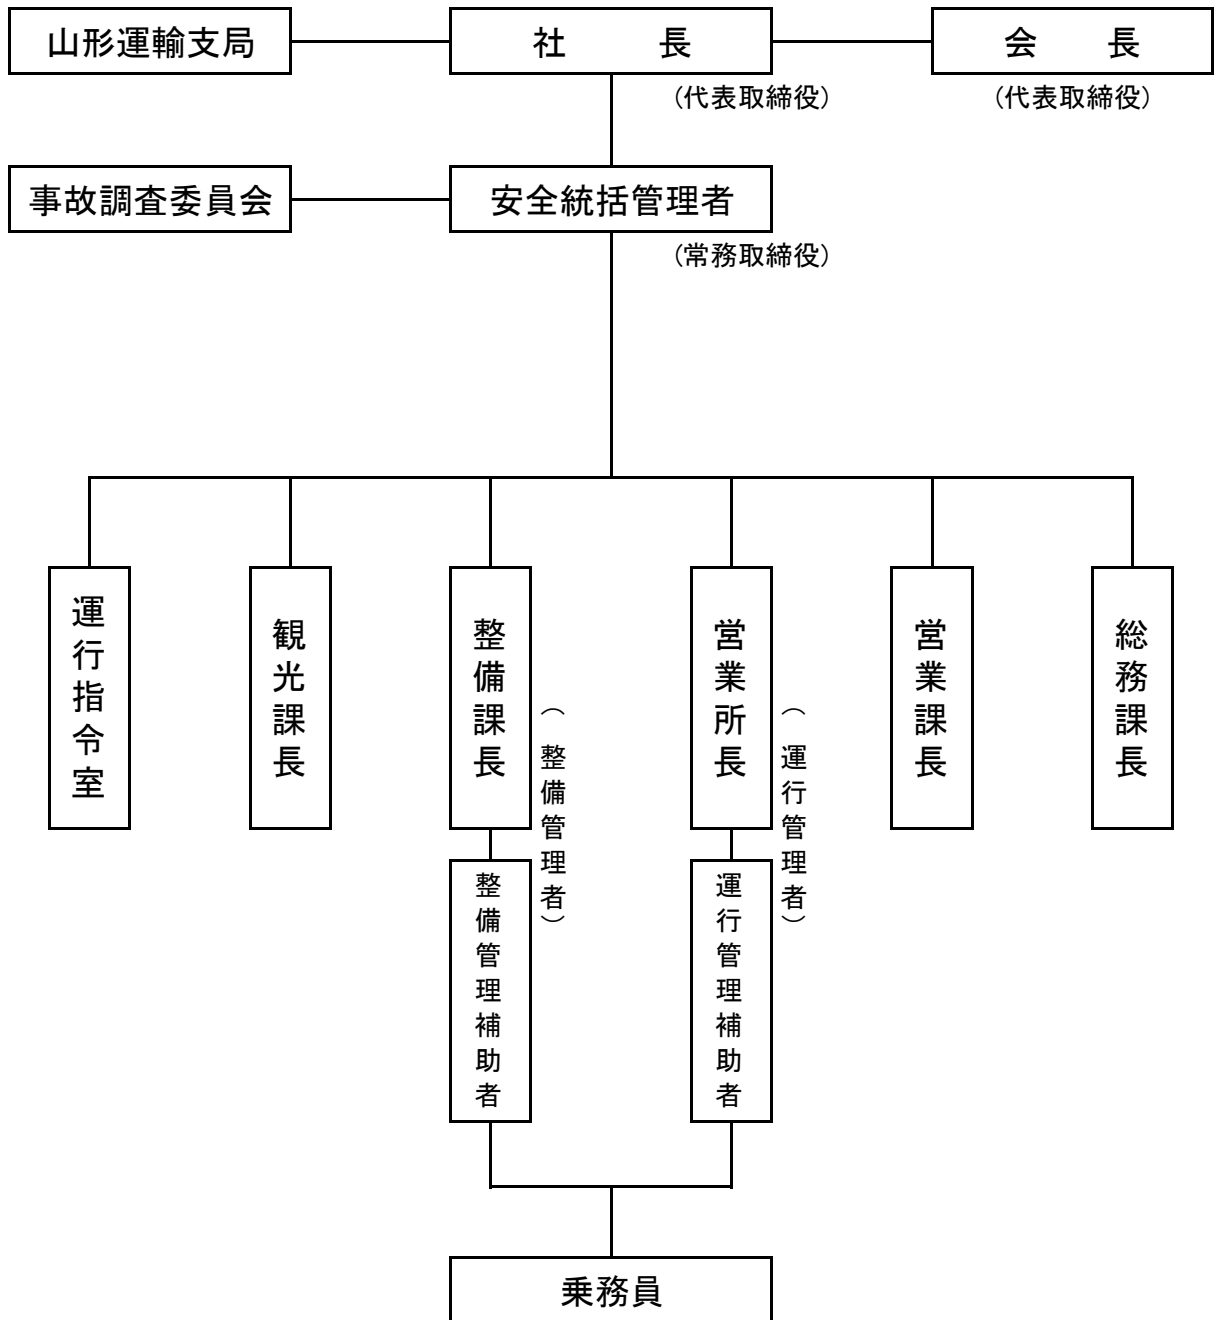 山形運輸支局
社　　長
会　　長
（代表取締役）
（代表取締役）
事故調査委員会
安全統括管理者
（常務取締役）
運行指令室
観光課長
整備課長
（整備管理者）
営業所長
（運行管理者）
営業課長
総務課長
整備管理補助者
運行管理補助者
乗務員